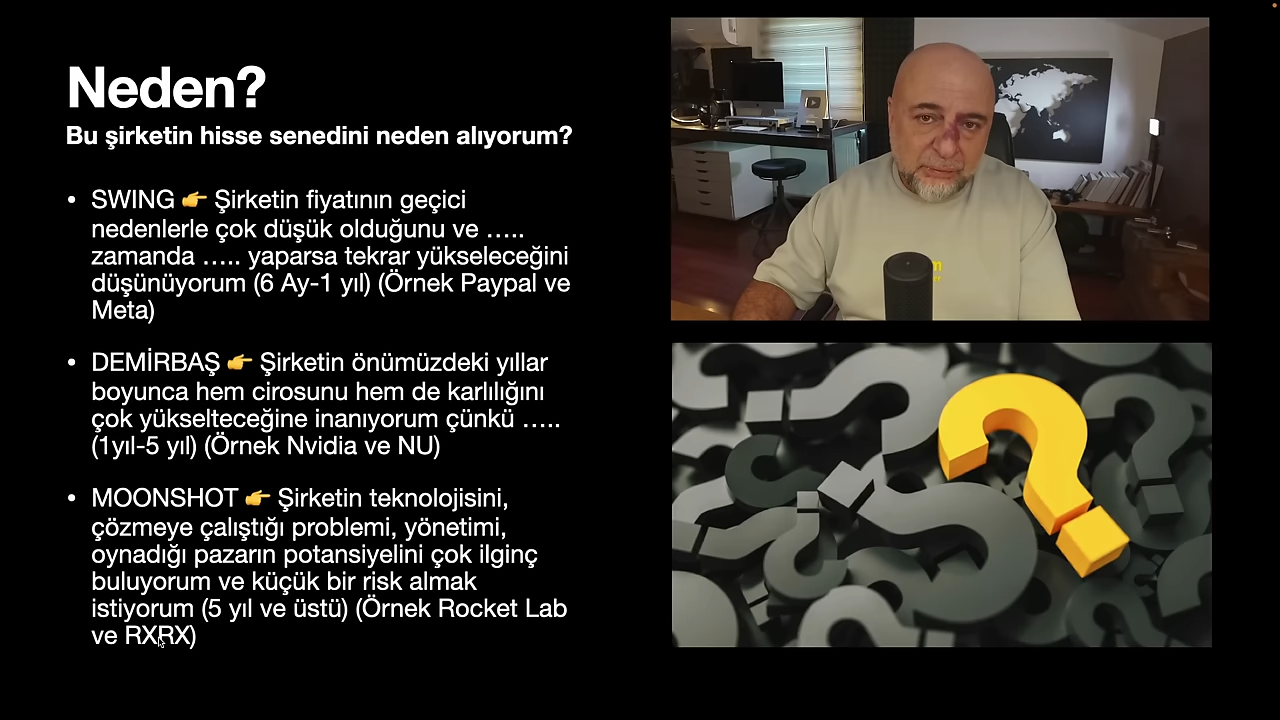 Neden?
Bu şirketin hisse senedini neden alıyorum?
• SWING 👉 Şirketin fiyatının geçici
nedenlerle çok düşük olduğunu ve …..
zamanda ….. yaparsa tekrar yükseleceğini
düşünüyorum (6 Ay-1 yıl) (Örnek Paypal ve
Meta)
• DEMİRBAŞ 👉 Şirketin önümüzdeki yıllar
boyunca hem cirosunu hem de karlılığını
çok yükselteceğine inanıyorum çünkü …..
(1yıl-5 yıl) (Örnek Nvidia ve NU)
• MOONSHOT 👉 Şirketin teknolojisini,
çözmeye çalıştığı problemi, yönetimi,
oynadığı pazarın potansiyelini çok ilginç
buluyorum ve küçük bir risk almak
istiyorum (5 yıl ve üstü) (Örnek Rocket Lab
ve RXRX)